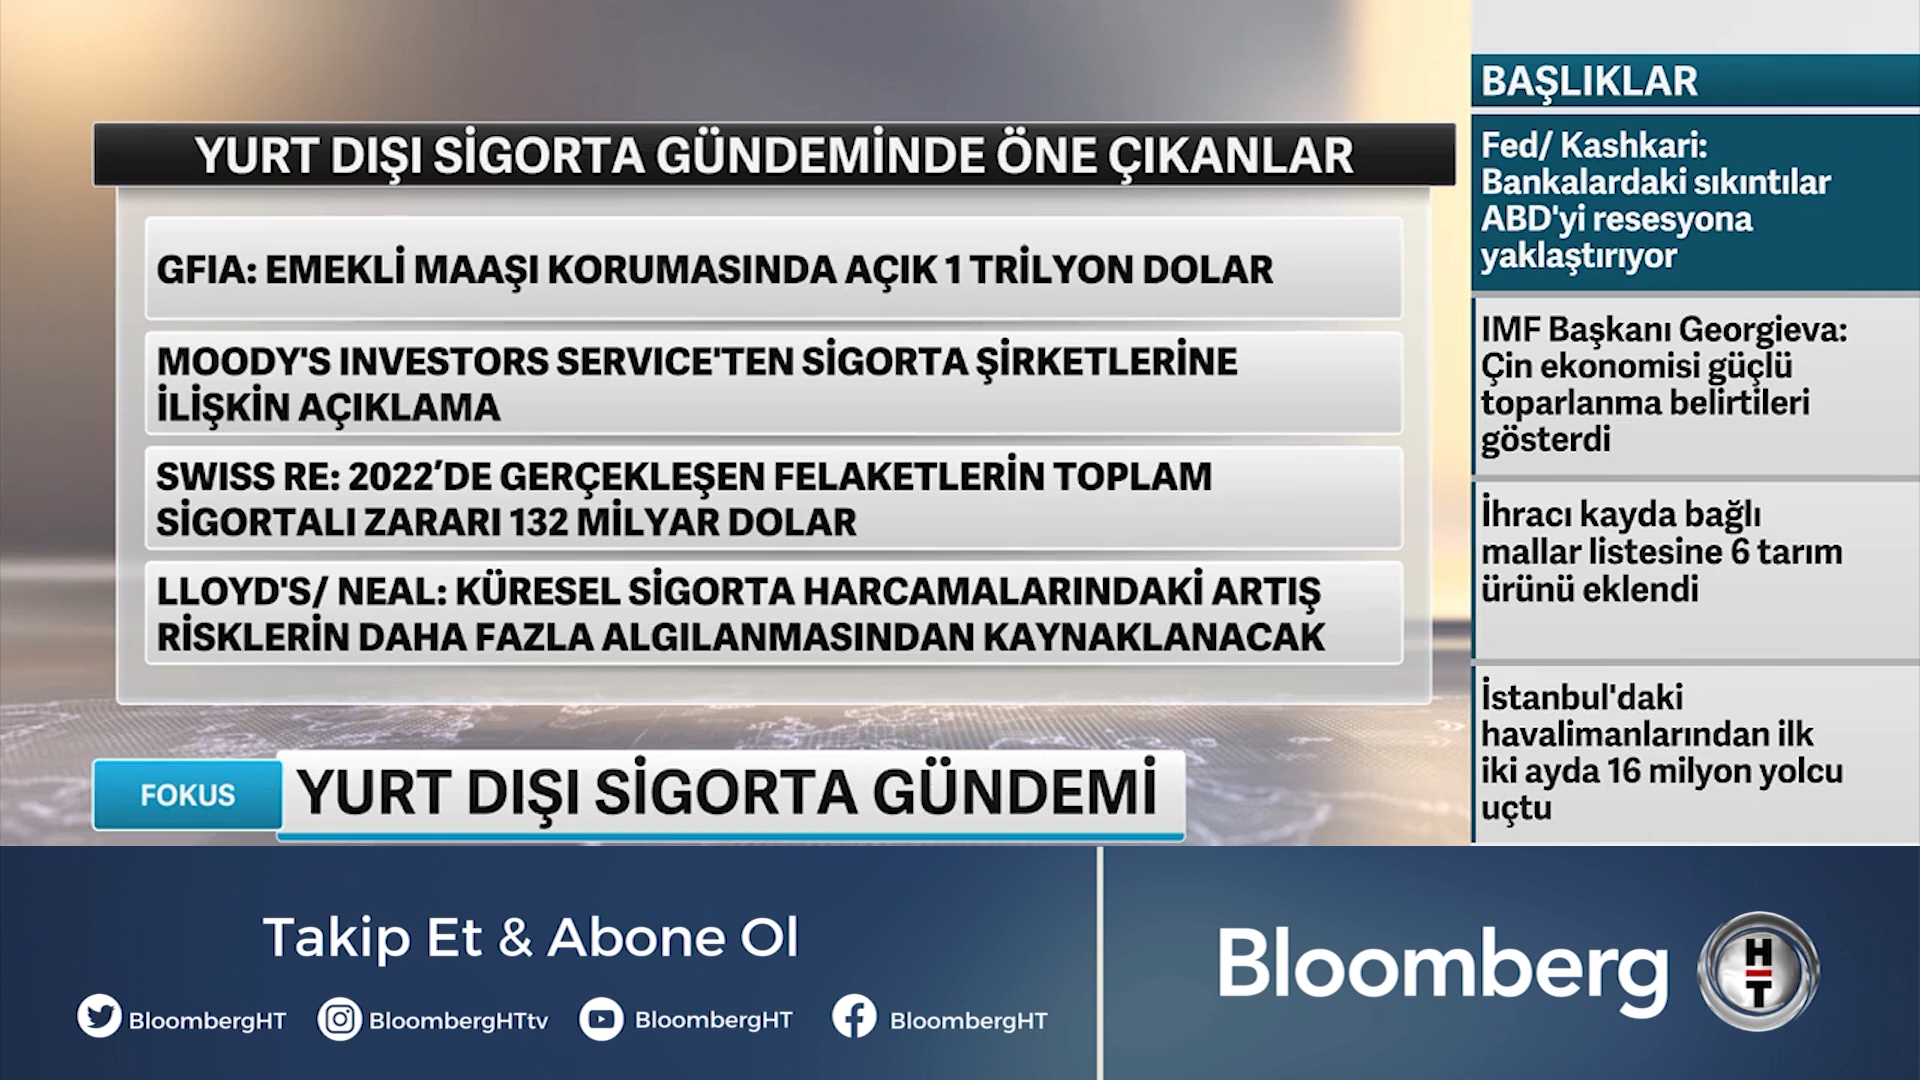 YURT DIŞI SİGORTA GÜNDEMİNDE ÖNE ÇIKANLAR
GFIA: EMEKLİ MAAŞI KORUMASINDA AÇIK 1 TRİLYON DOLAR
MOODY'S INVESTORS SERVICE'TEN SİGORTA ŞİRKETLERİNE
İLİŞKİN AÇIKLAMA
SWISS RE: 2022’DE GERÇEKLEŞEN FELAKETLERİN TOPLAM
SİGORTALI ZARARI 132 MİLYAR DOLAR
LLOYD'S/ NEAL: KÜRESEL SİGORTA HARCAMALARINDAKİ ARTIŞ
RİSKLERİN DAHA FAZLA ALGILANMASINDAN KAYNAKLANACAK
FOKUS
YURT DIŞI SİGORTA GÜNDEMİ
BAŞLIKLAR
Fed/ Kashkari:
Bankalardaki sıkıntılar
ABD'yi resesyona
yaklaştırıyor
IMF Başkanı Georgieva:
Çin ekonomisi güçlü
toparlanma belirtileri
gösterdi
İhracı kayda bağlı
mallar listesine 6 tarım
ürünü eklendi
İstanbul'daki
havalimanlarından ilk
iki ayda 16 milyon yolcu
uçtu
Takip Et & Abone Ol
BloombergHT
BloombergHTtv
BloombergHT
BloombergHT
Bloomberg
HT